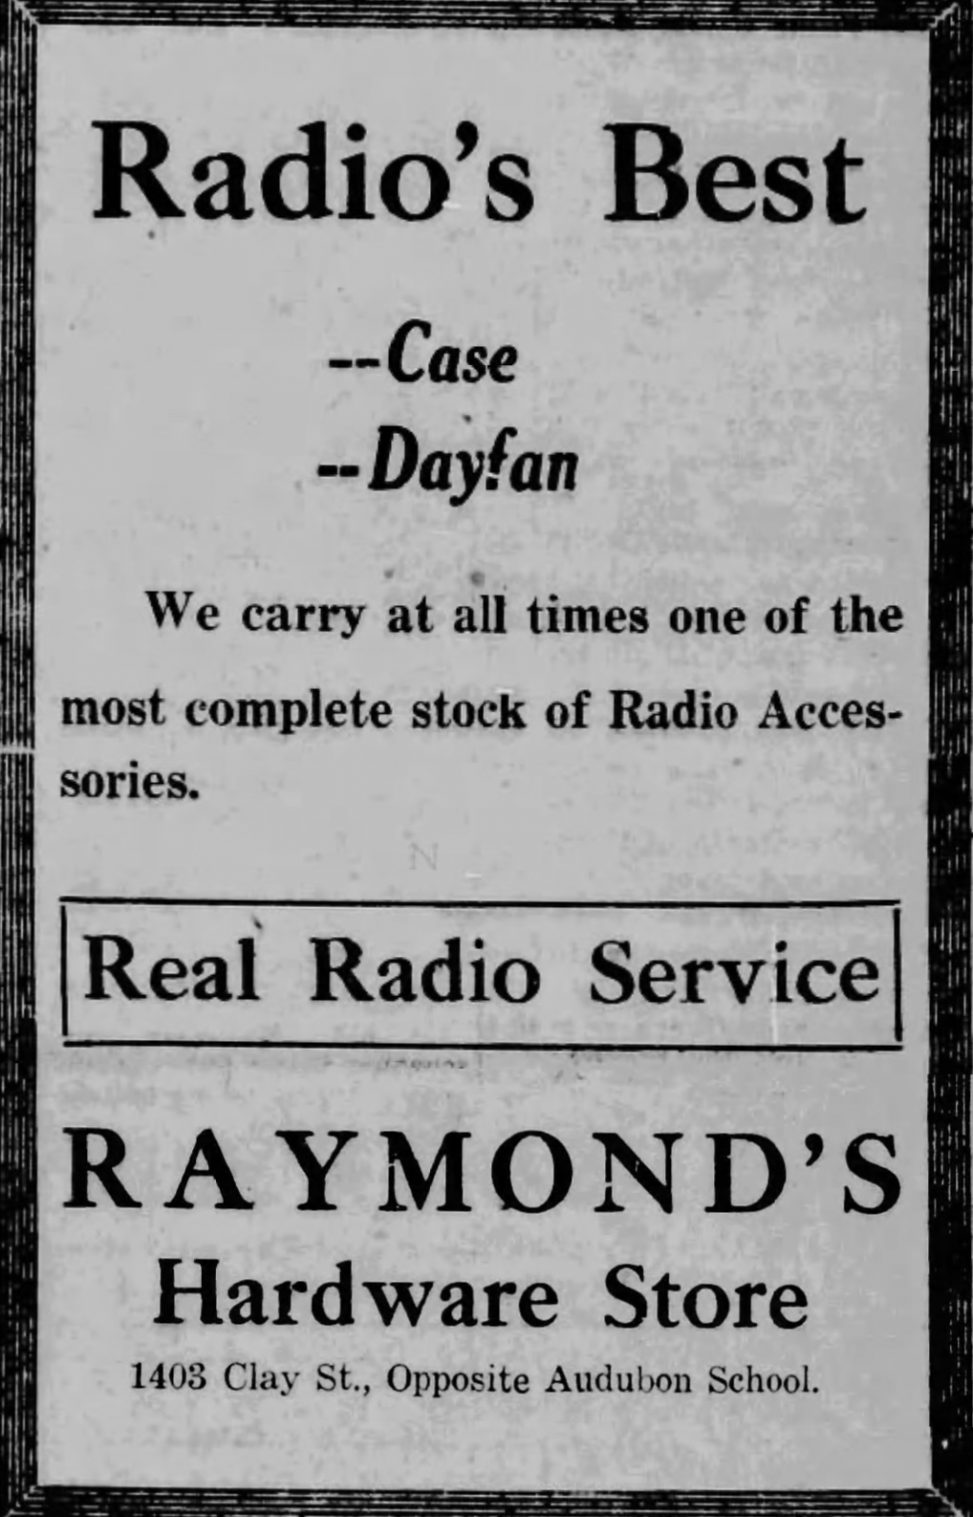 Radio's Best
--Case
--Dayfan
We carry at all times one of the
most complete stock of Radio Acces-
sories.
Real Radio Service
RAYMOND'S
Hardware Store
1403 Clay St., Opposite Audubon School.